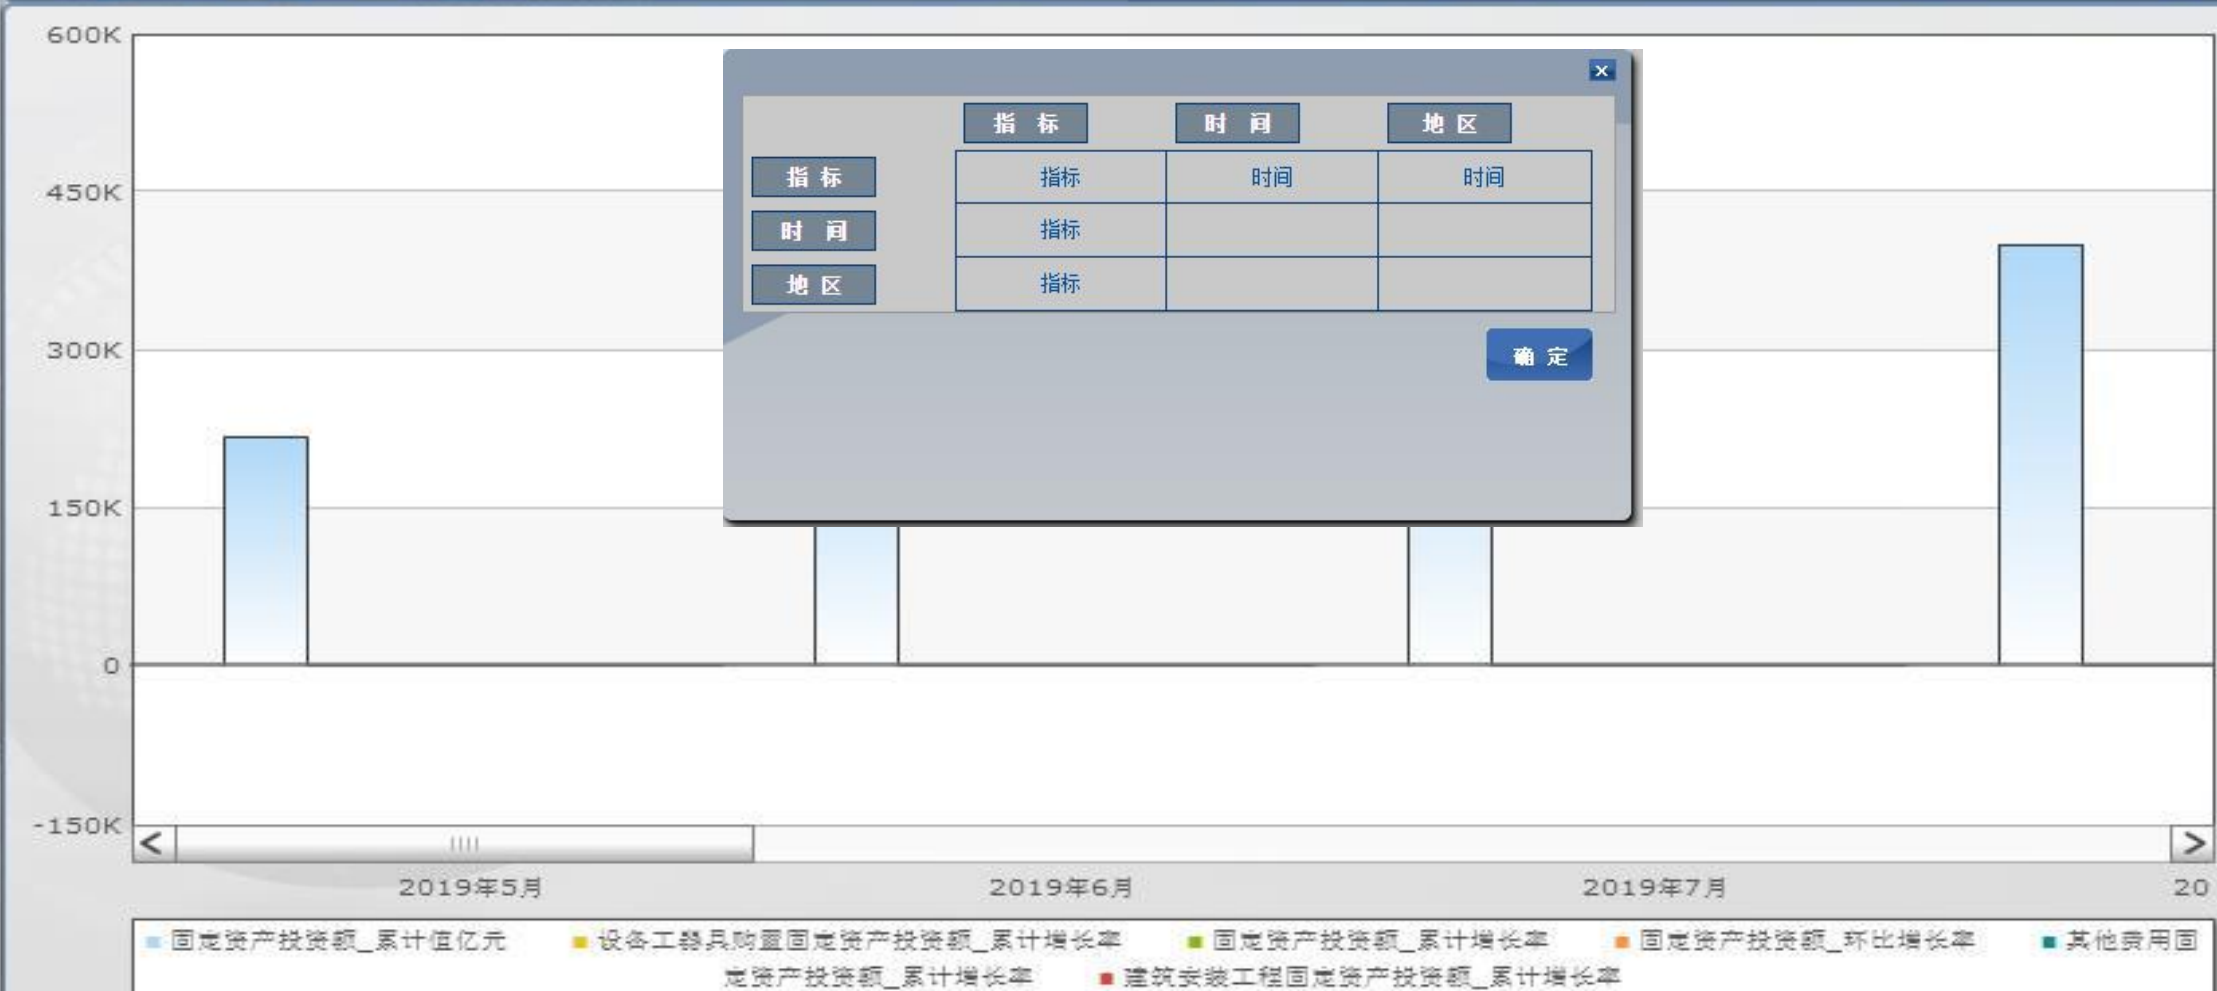 600K
指 标 时 间 地 区
450K 指 标 指标 时间 时间
时 间 指标
地 区 指标
300K 确 定
150K
0
-150K
2019年5月 2019年6月 2019年7月 20
固定资产投资额_累计值亿元 设备工器具购置固定资产投资额_累计增长率 固定资产投资额_累计增长率 固定资产投资额_环比增长率 其他费用固
定资产投资额_累计增长率 建筑安装工程固定资产投资额_累计增长率